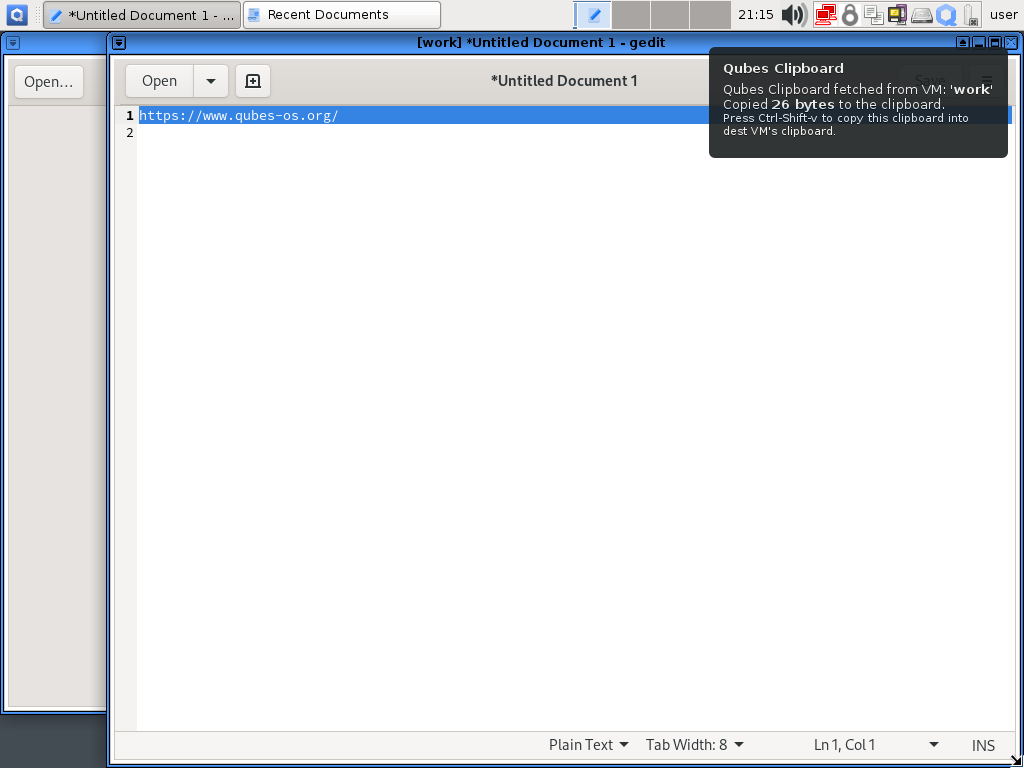 *Untitled Document 1 - ...
Recent Documents
21:15
user
[work] *Untitled Document 1 - gedit
Open...
Open
*Untitled Document 1
Save
Qubes Clipboard
Qubes Clipboard fetched from VM: 'work'
Copied 26 bytes to the clipboard.
Press Ctrl-Shift-v to copy this clipboard into
dest VM's clipboard.
1 https://www.qubes-os.org/
2
Plain Text
Tab Width: 8
Ln 1, Col 1
INS